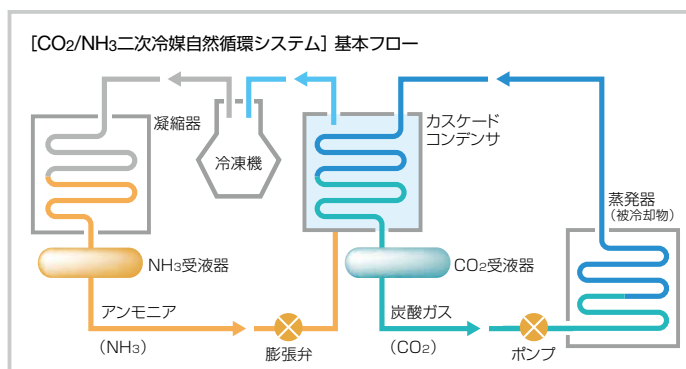 [CO2/NH3二次冷媒自然循環システム] 基本フロー
凝縮器
冷凍機
カスケード
コンデンサ
蒸発器
(被冷却物)
NH3受液器
CO2受液器
アンモニア
(NH3)
膨張弁
炭酸ガス
(CO2)
ポンプ